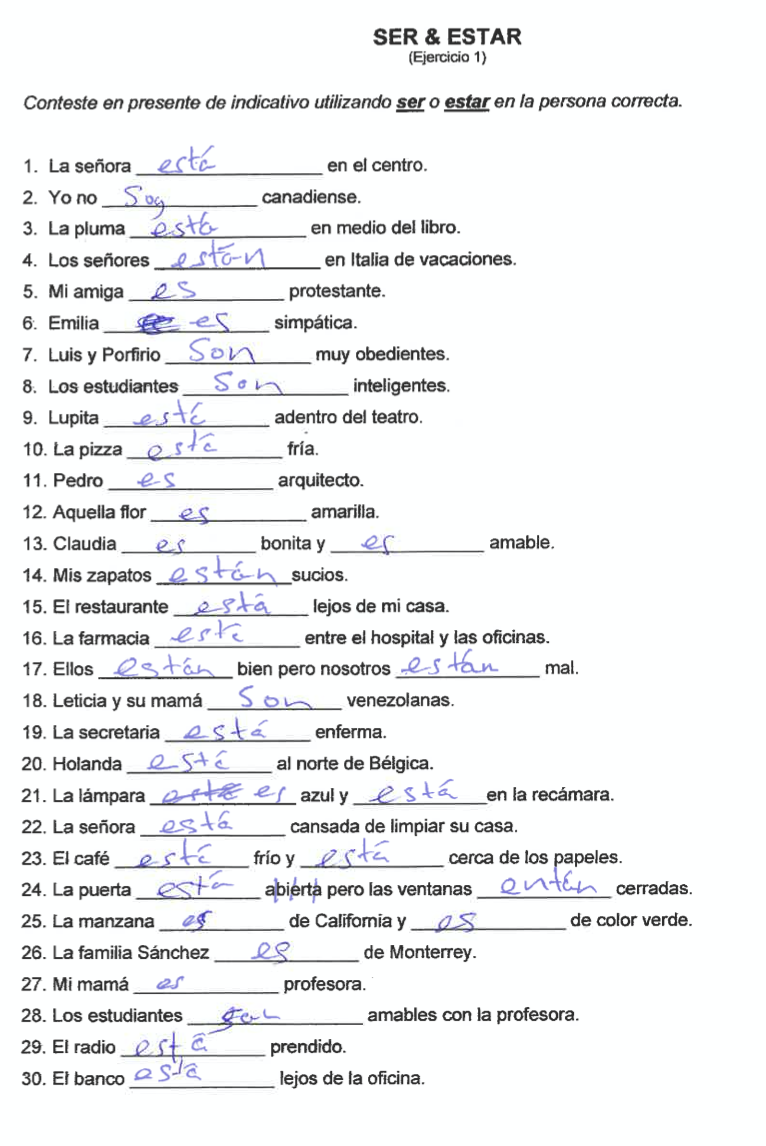 SER & ESTAR
(Ejercicio 1)
Conteste en presente de indicativo utilizando ser o estar en la persona correcta.
1. La señora está en el centro.
2. Yo no Soy canadiense.
3. La pluma está en medio del libro.
4. Los señores están en Italia de vacaciones.
5. Mi amiga es protestante.
6. Emilia es simpática.
7. Luis y Porfirio Son muy obedientes.
8. Los estudiantes Son inteligentes.
9. Lupita está adentro del teatro.
10. La pizza está fría.
11. Pedro es arquitecto.
12. Aquella flor es amarilla.
13. Claudia es bonita y es amable.
14. Mis zapatos están sucios.
15. El restaurante está lejos de mi casa.
16. La farmacia está entre el hospital y las oficinas.
17. Ellos están bien pero nosotros están mal.
18. Leticia y su mamá Son venezolanas.
19. La secretaria está enferma.
20. Holanda está al norte de Bélgica.
21. La lámpara es azul y está en la recámara.
22. La señora está cansada de limpiar su casa.
23. El café está frío y está cerca de los papeles.
24. La puerta está abierta pero las ventanas entán cerradas.
25. La manzana es de California y es de color verde.
26. La familia Sánchez es de Monterrey.
27. Mi mamá es profesora.
28. Los estudiantes son amables con la profesora.
29. El radio está prendido.
30. El banco está lejos de la oficina.